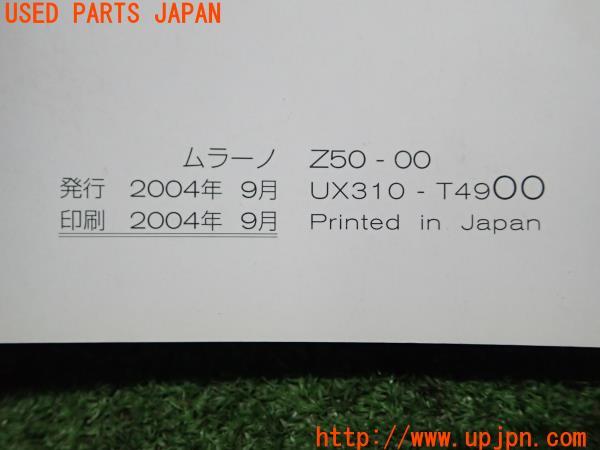 USED PARTS JAPAN
ムラーノ Z50 - 00
発行 2004年 9月 UX310 - T4900
印刷 2004年 9月 Printed in Japan
http://www.upjpn.com